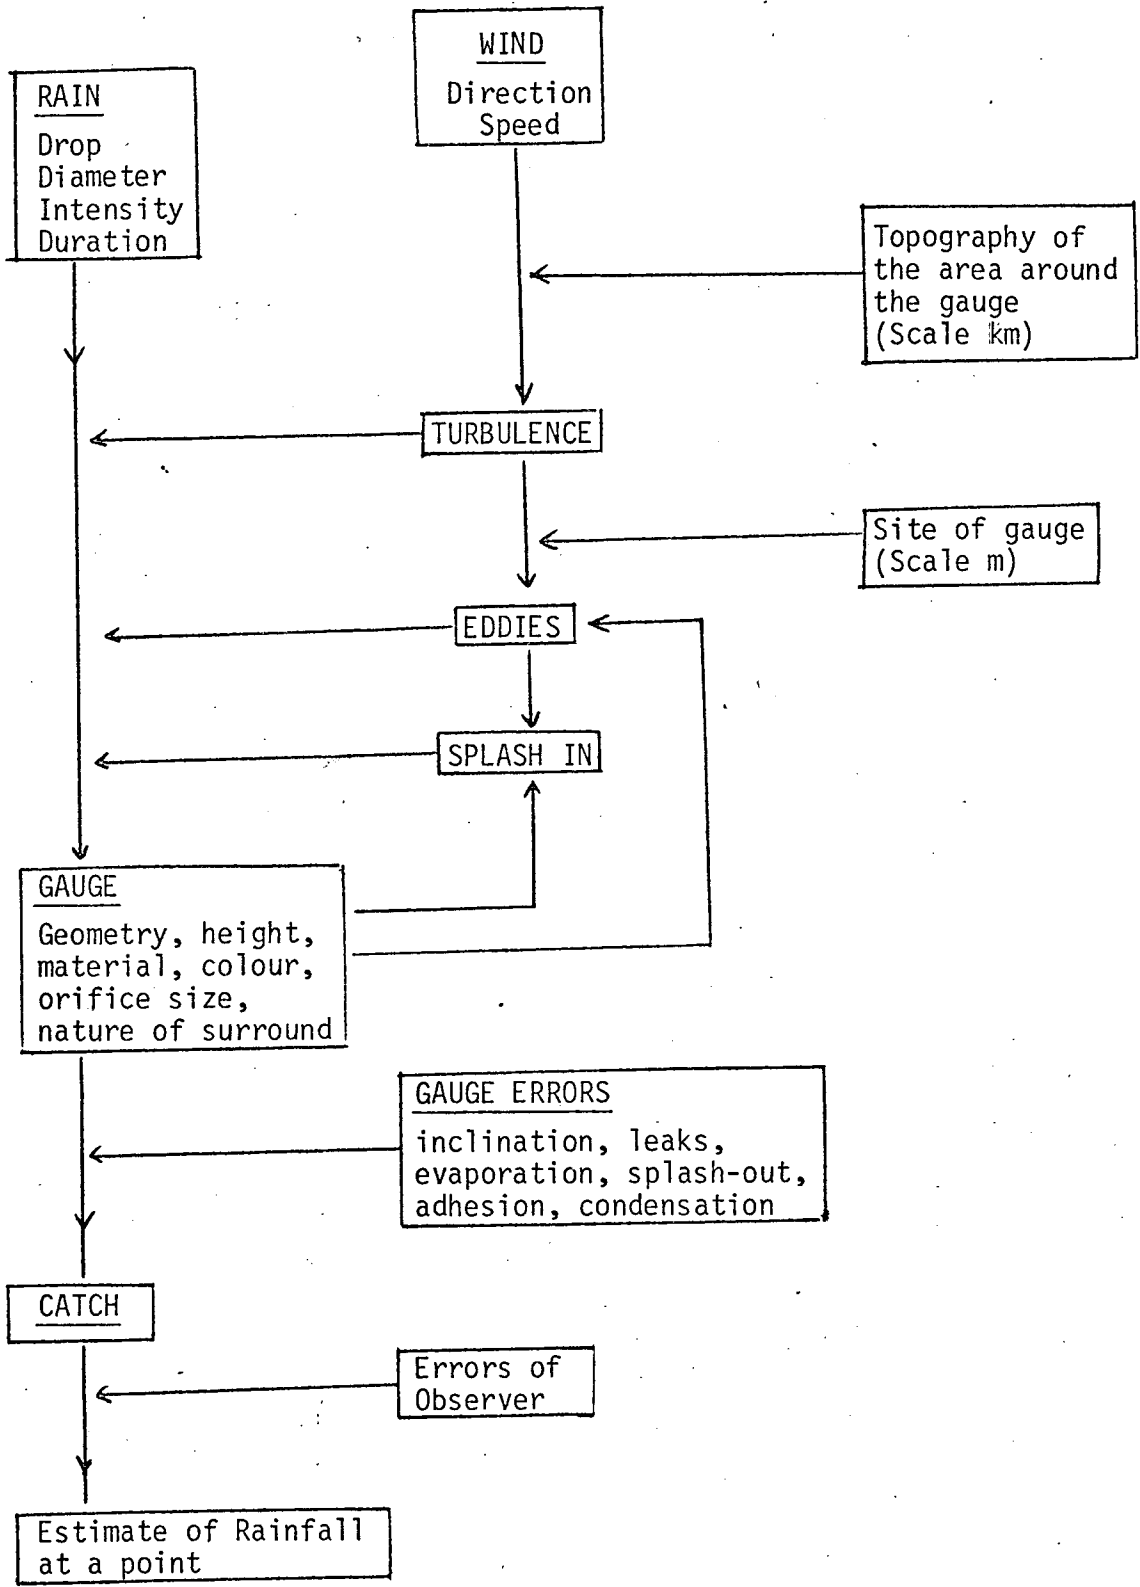 WIND
Direction
Speed
RAIN
Drop
Diameter
Intensity
Duration
Topography of
the area around
the gauge
(Scale km)
TURBULENCE
Site of gauge
(Scale m)
EDDIES
SPLASH IN
GAUGE
Geometry, height,
material, colour,
orifice size,
nature of surround
GAUGE ERRORS
inclination, leaks,
evaporation, splash-out,
adhesion, condensation
CATCH
Errors of
Observer
Estimate of Rainfall
at a point